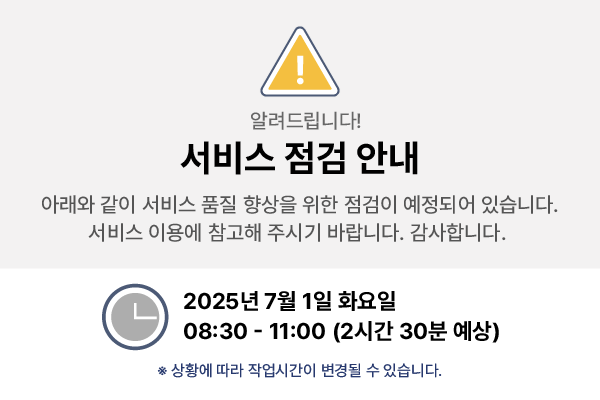 알려드립니다!
서비스 점검 안내
아래와 같이 서비스 품질 향상을 위한 점검이 예정되어 있습니다.
서비스 이용에 참고해 주시기 바랍니다. 감사합니다.
2025년 7월 1일 화요일
08:30 - 11:00 (2시간 30분 예상)
※ 상황에 따라 작업시간이 변경될 수 있습니다.